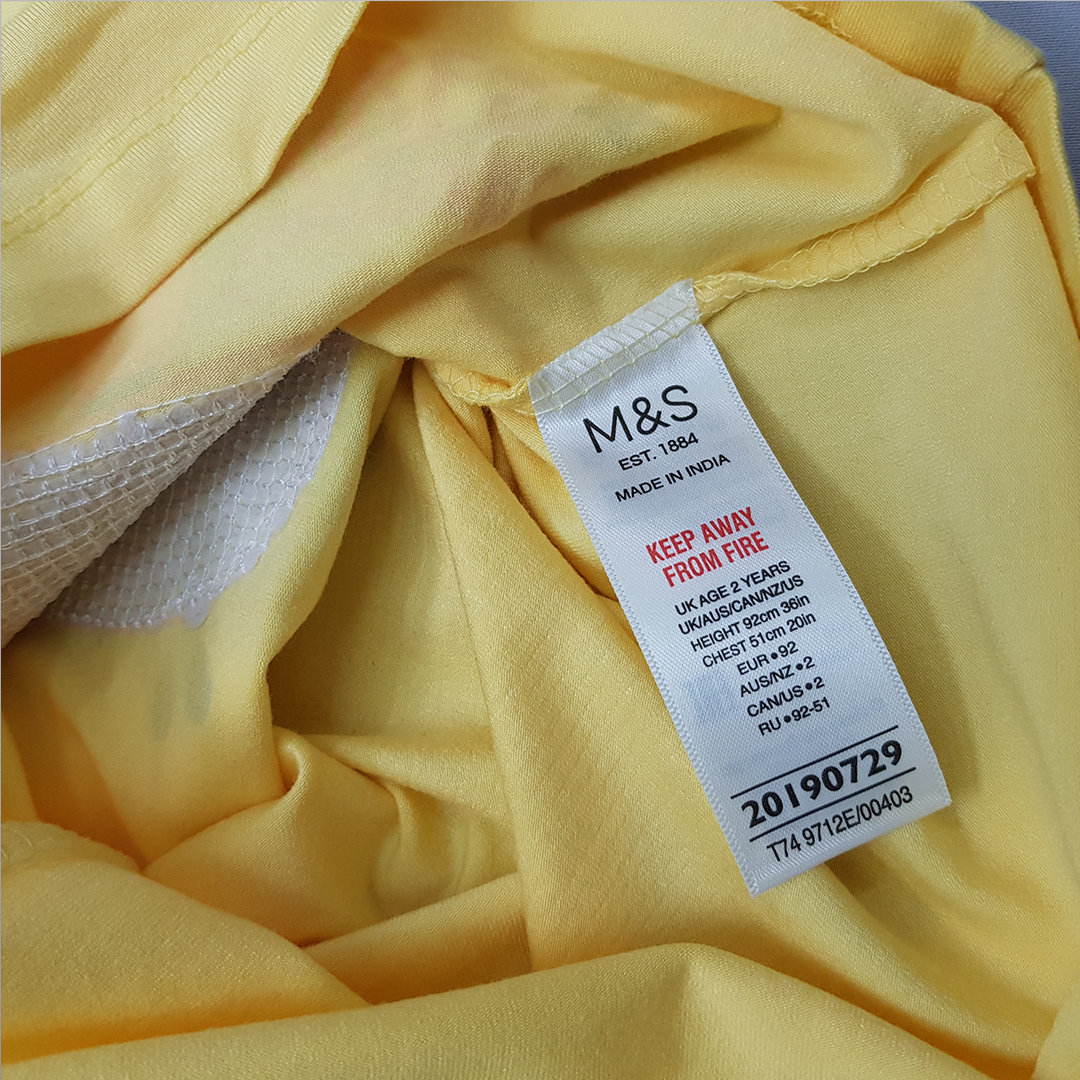 M&S
EST. 1884
MADE IN INDIA
KEEP AWAY
FROM FIRE
UK AGE 2 YEARS
UK/AUS/CAN/NZ/US
HEIGHT 92cm 36in
CHEST 51cm 20in
EUR•92
AUS/NZ•2
CAN/US•2
RU•92-51
20190729
T74 9712E/00403